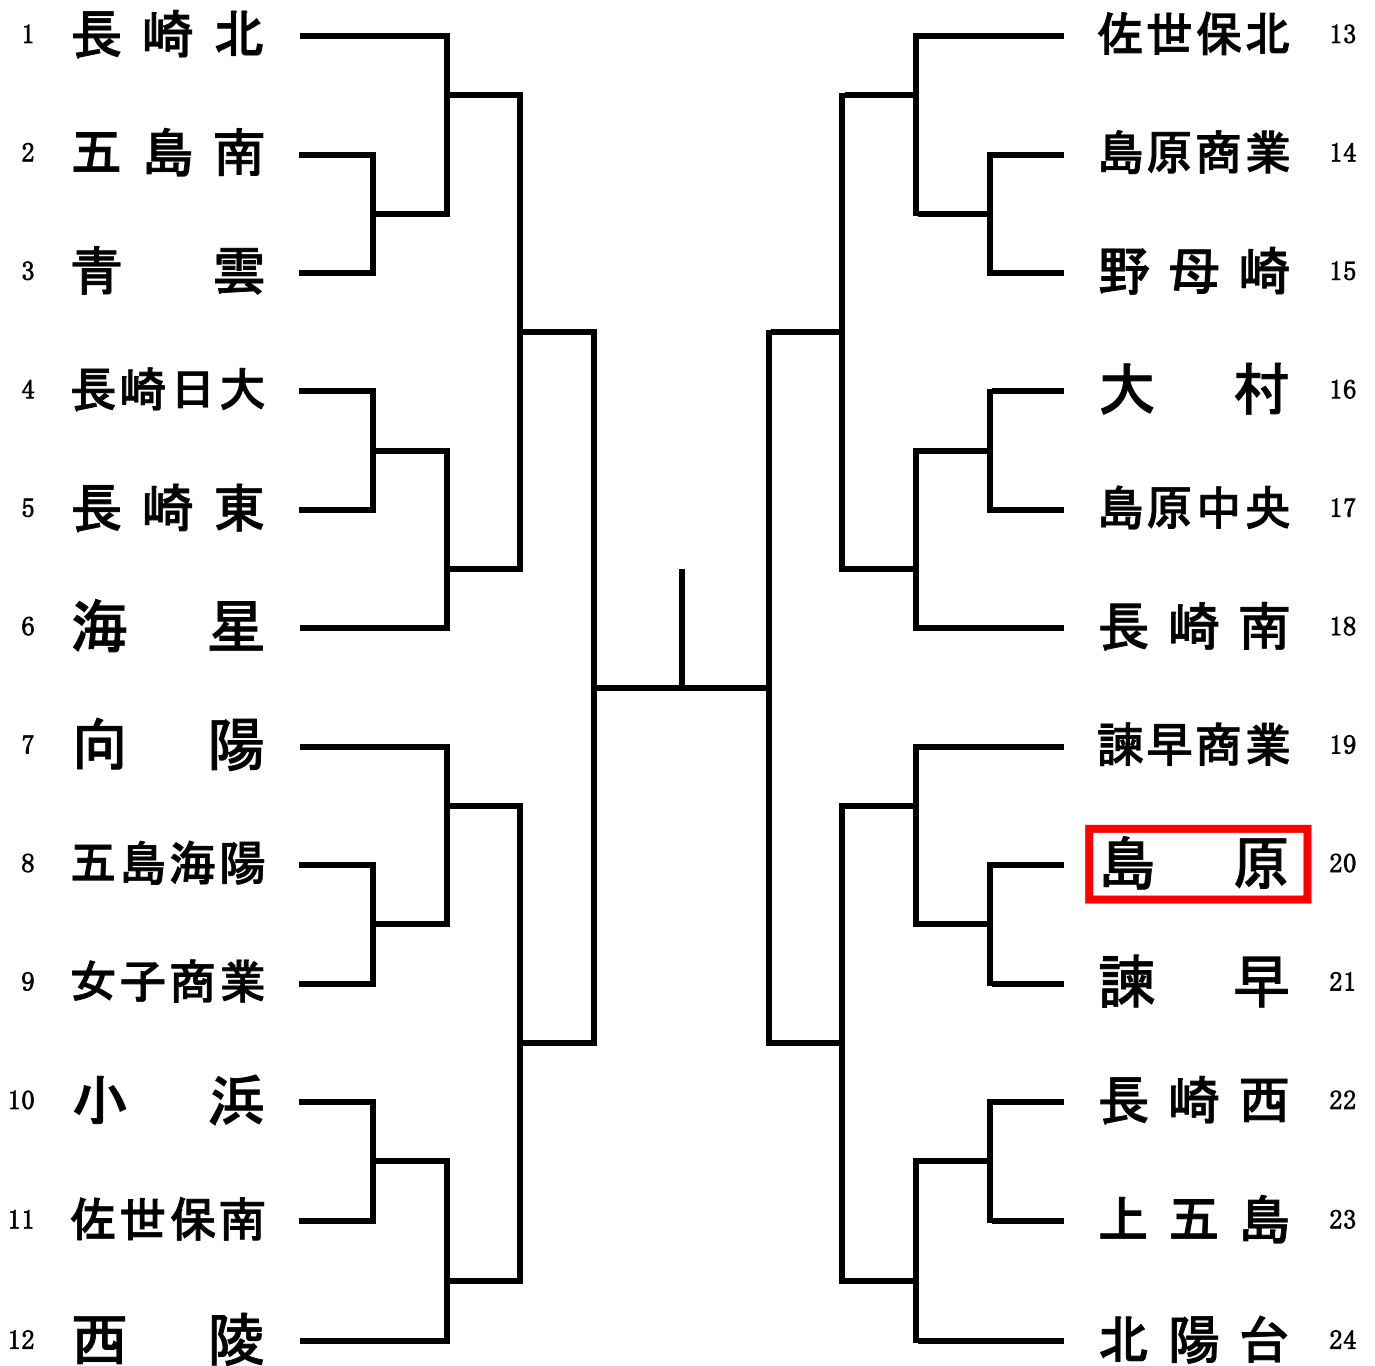 1 長崎北
2 五島南
3 青雲
4 長崎日大
5 長崎東
6 海星
7 向陽
8 五島海陽
9 女子商業
10 小浜
11 佐世保南
12 西陵
佐世保北 13
島原商業 14
野母崎 15
大村 16
島原中央 17
長崎南 18
諫早商業 19
島原 20
諫早 21
長崎西 22
上五島 23
北陽台 24